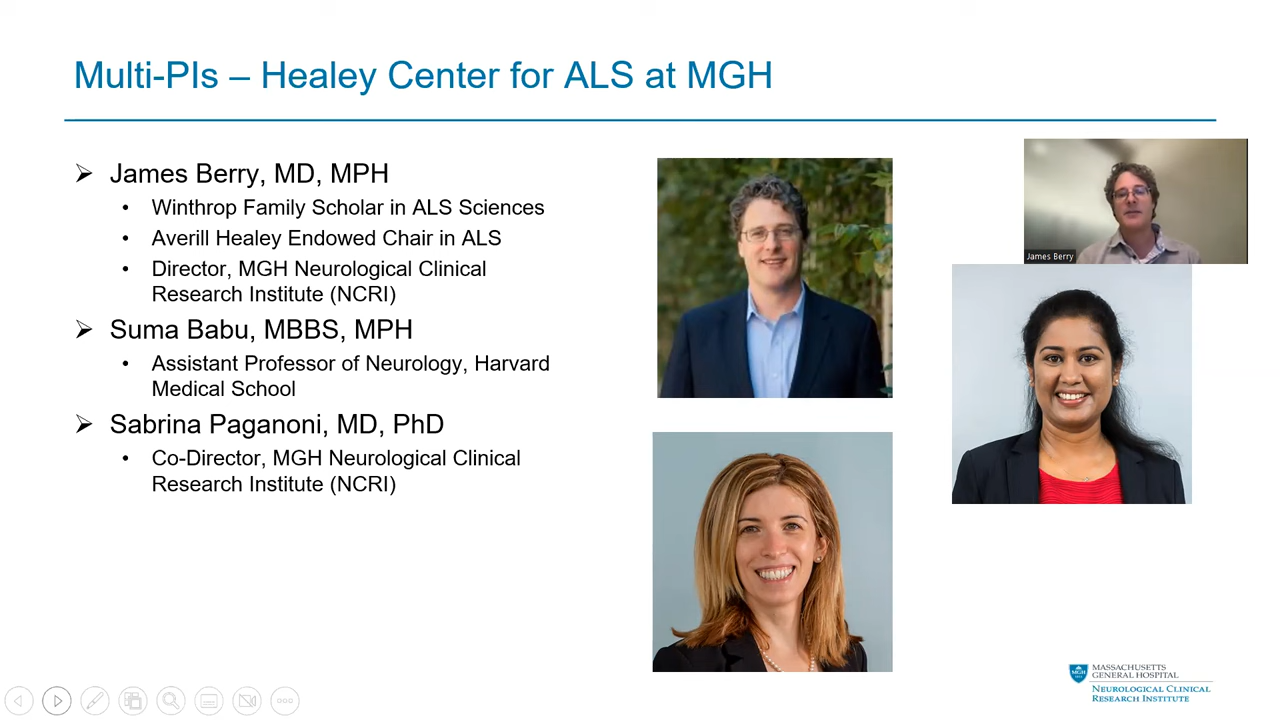 Multi-PIs – Healey Center for ALS at MGH
James Berry, MD, MPH
Winthrop Family Scholar in ALS Sciences
Averill Healey Endowed Chair in ALS
Director, MGH Neurological Clinical
Research Institute (NCRI)
Suma Babu, MBBS, MPH
Assistant Professor of Neurology, Harvard
Medical School
Sabrina Paganoni, MD, PhD
Co-Director, MGH Neurological Clinical
Research Institute (NCRI)
James Berry
MGH
MASSACHUSETTS
GENERAL HOSPITAL
NEUROLOGICAL CLINICAL
RESEARCH INSTITUTE